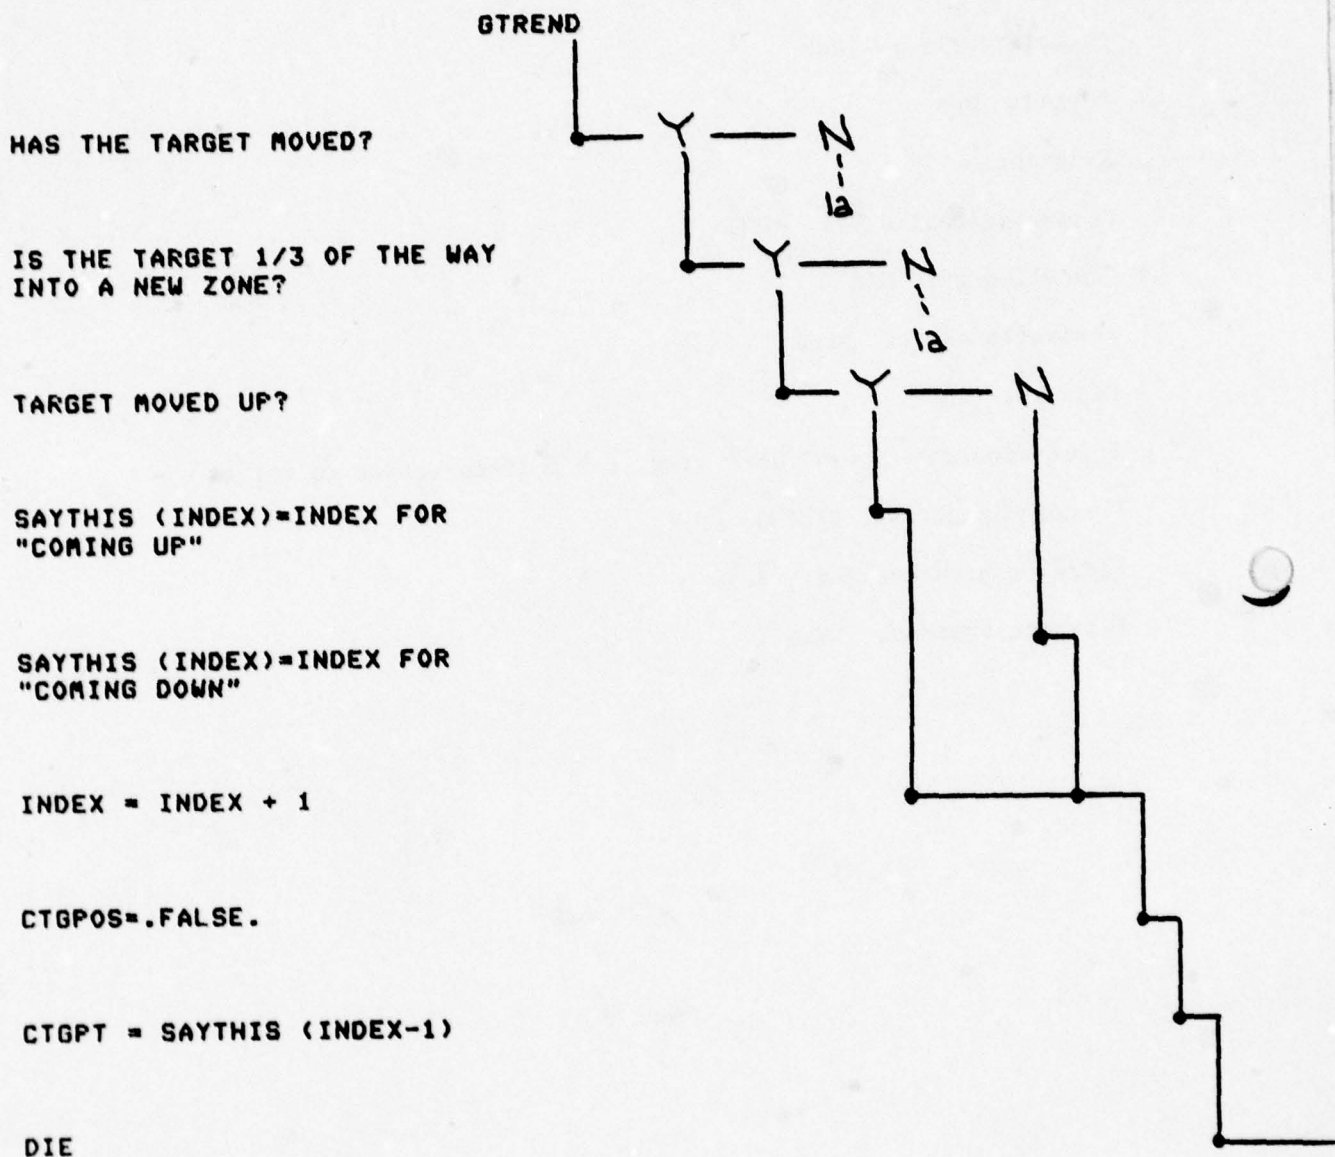 GTREND
HAS THE TARGET MOVED? Y N
1a
IS THE TARGET 1/3 OF THE WAY Y N
INTO A NEW ZONE?
1a
TARGET MOVED UP? Y N
SAYTHIS (INDEX)=INDEX FOR
"COMING UP"
SAYTHIS (INDEX)=INDEX FOR
"COMING DOWN"
INDEX = INDEX + 1
CTGPOS=.FALSE.
CTGPT = SAYTHIS (INDEX-1)
DIE